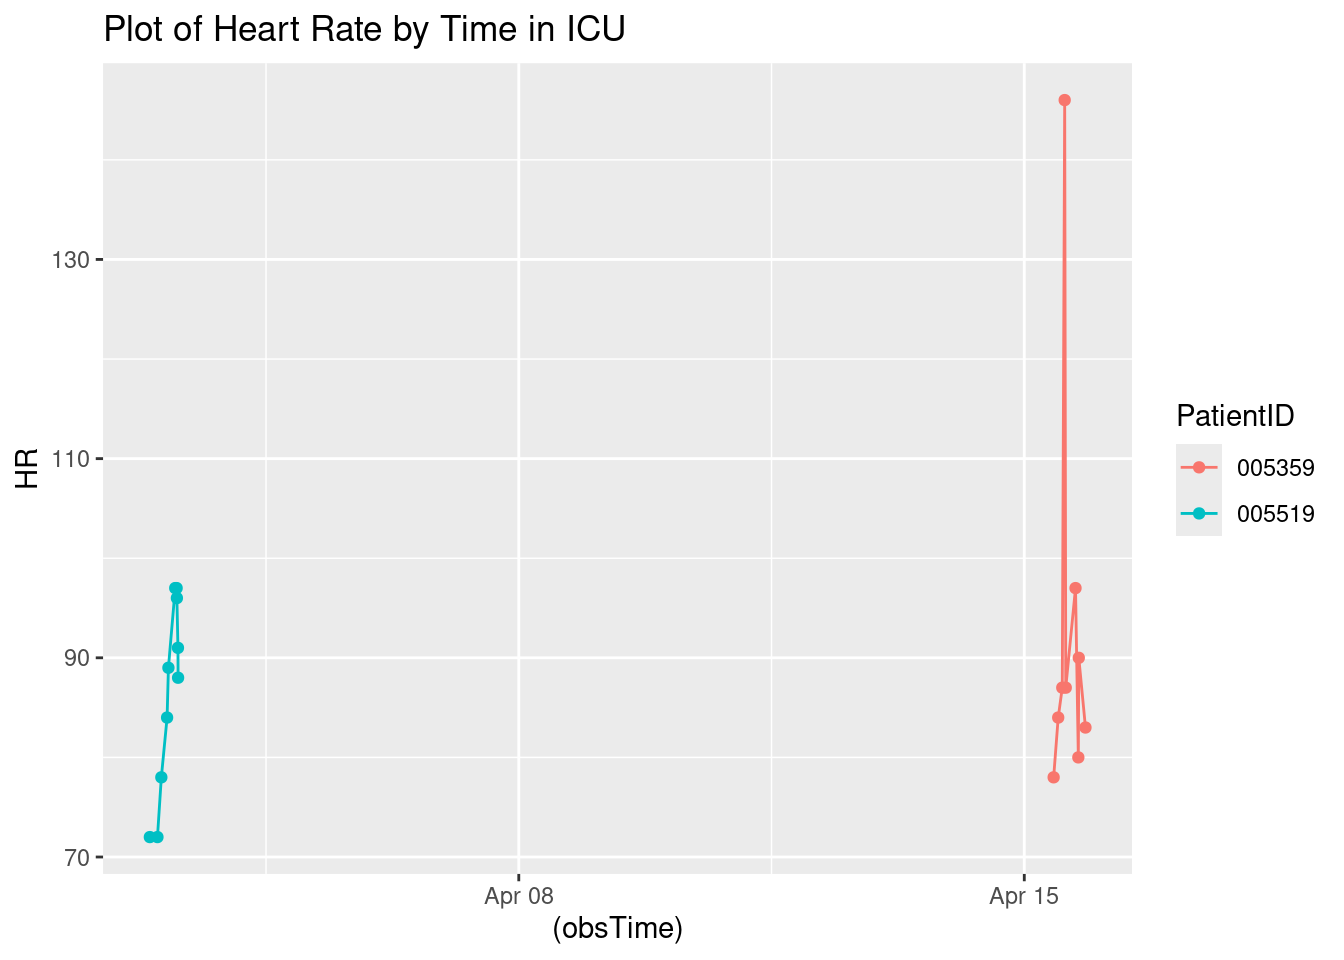 Plot of Heart Rate by Time in ICU
130
110
90
70
HR
Apr 08
Apr 15
(obsTime)
PatientID
005359
005519